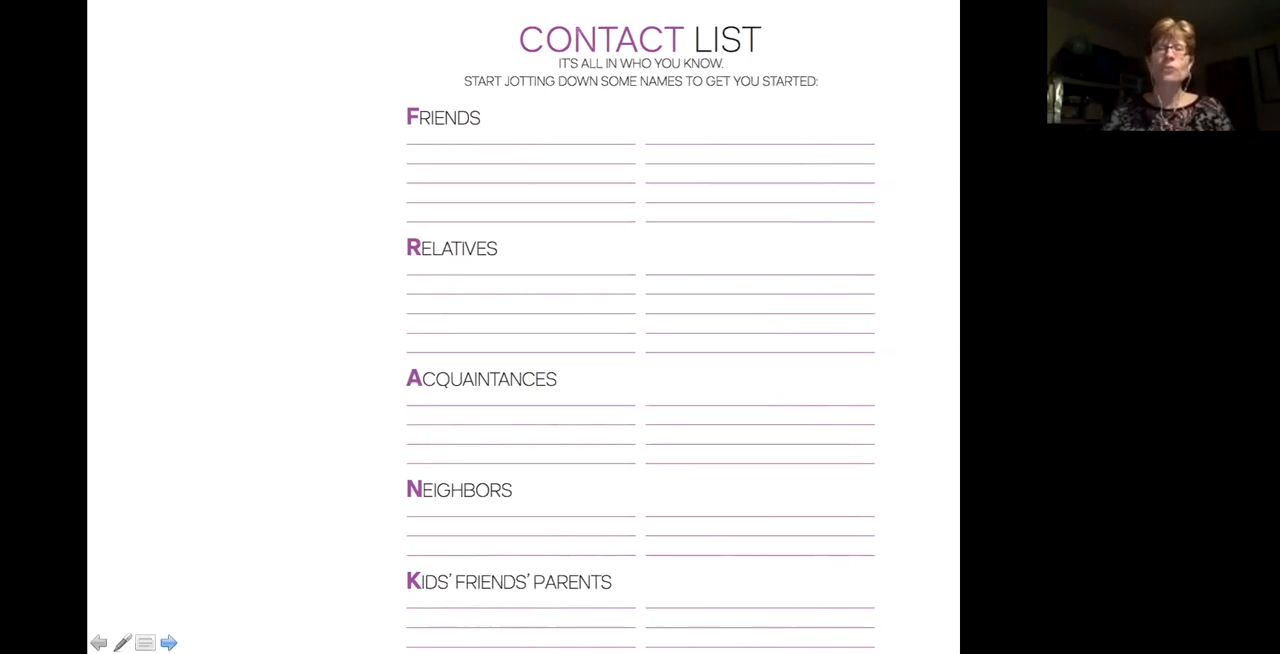 CONTACT LIST
IT'S ALL IN WHO YOU KNOW.
START JOTTING DOWN SOME NAMES TO GET YOU STARTED:
FRIENDS
RELATIVES
ACQUAINTANCES
NEIGHBORS
KIDS' FRIENDS' PARENTS